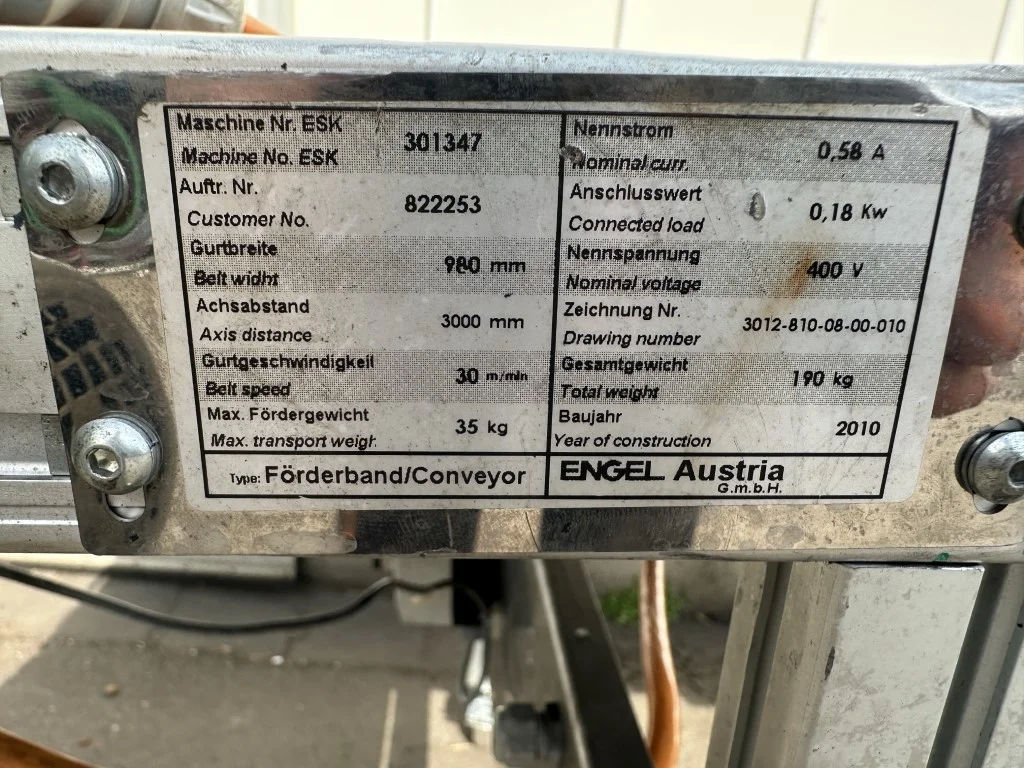 Maschine Nr. ESK
Machine No. ESK
301347
Auftr. Nr.
Customer No.
822253
Gurtbreite
Belt widht
980 mm
Achsabstand
Axis distance
3000 mm
Gurtgeschwindigkeit
Belt speed
30 m/min
Max. Fördergewicht
Max. transport weigh.
35 kg
Type: Förderband/Conveyor
Nennstrom
Nominal curr.
0,58 A
Anschlusswert
Connected load
0,18 Kw
Nennspannung
Nominal voltage
400 V
Zeichnung Nr.
Drawing number
3012-810-08-00-010
Gesamtgewicht
Total weight
190 kg
Baujahr
Year of construction
2010
ENGEL Austria
G.m.b.H.